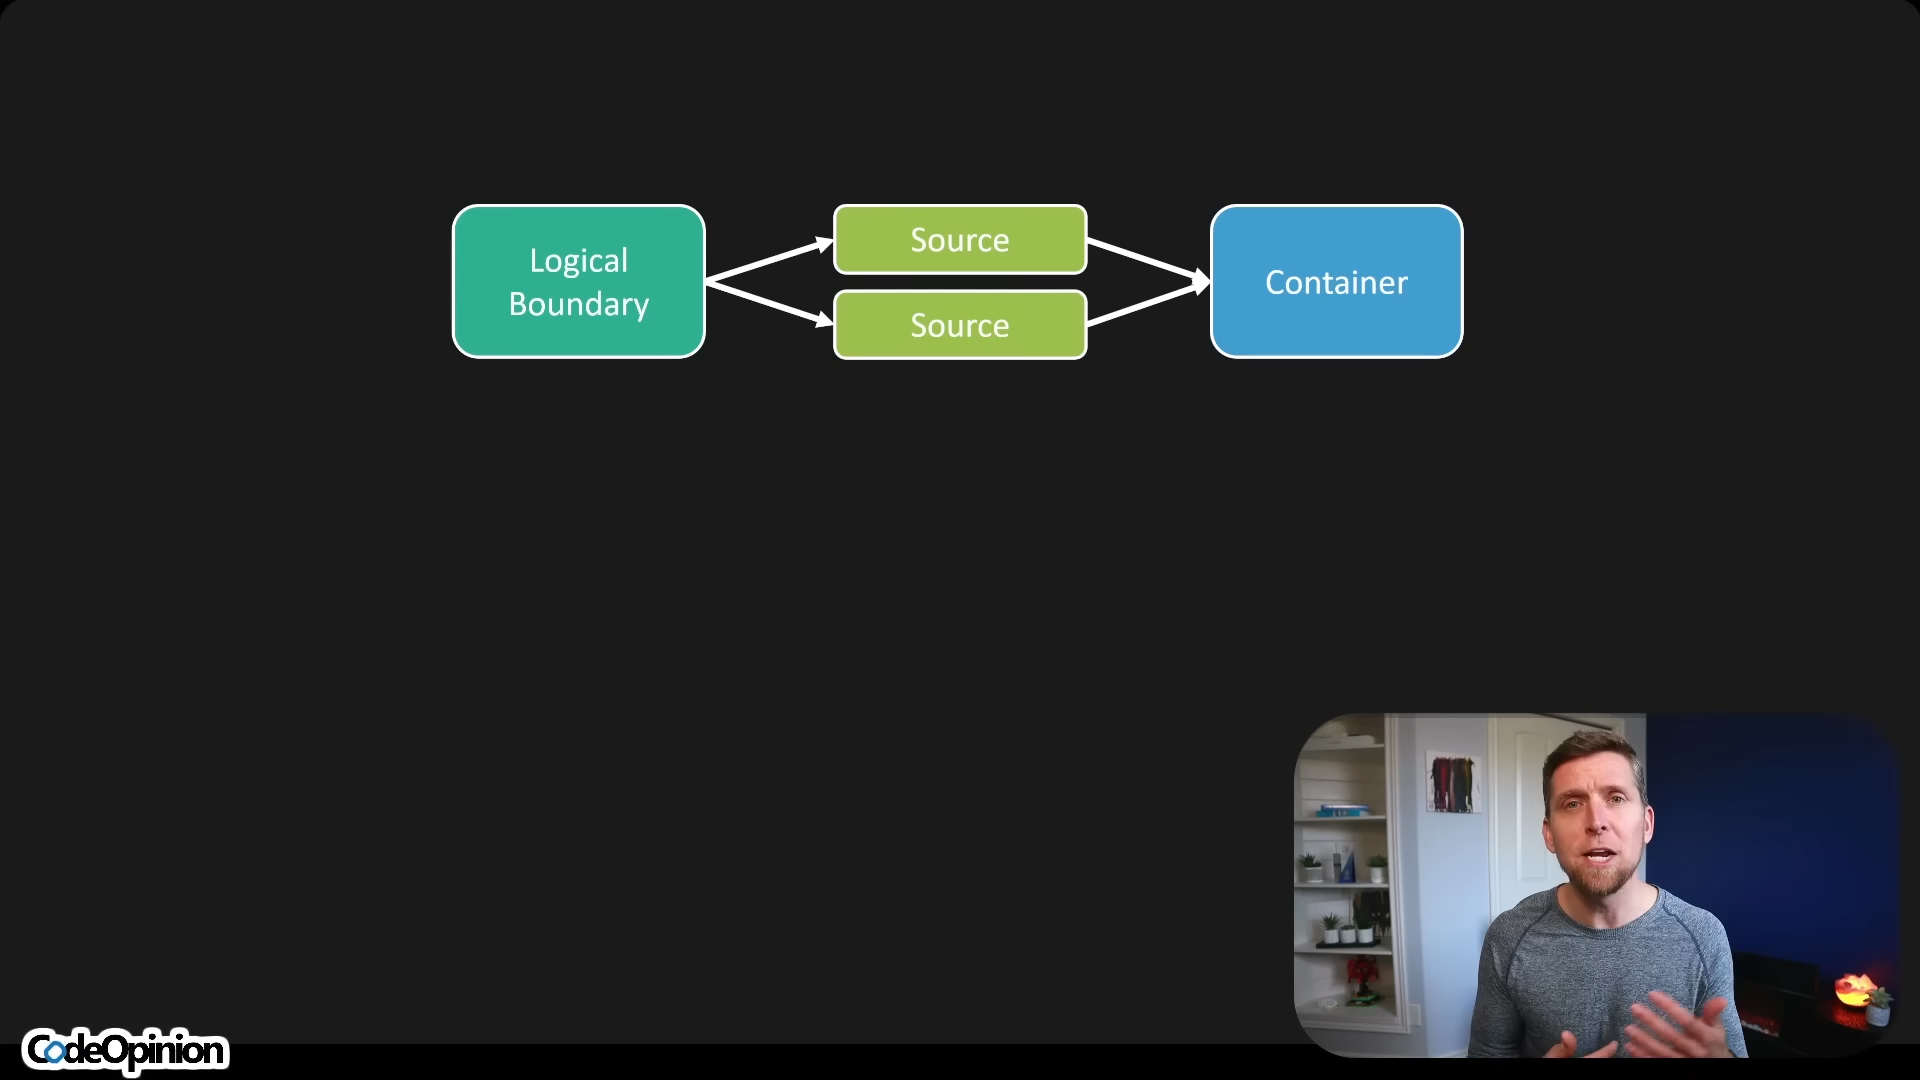 Logical
Boundary
Source
Source
Container
CodeOpinion